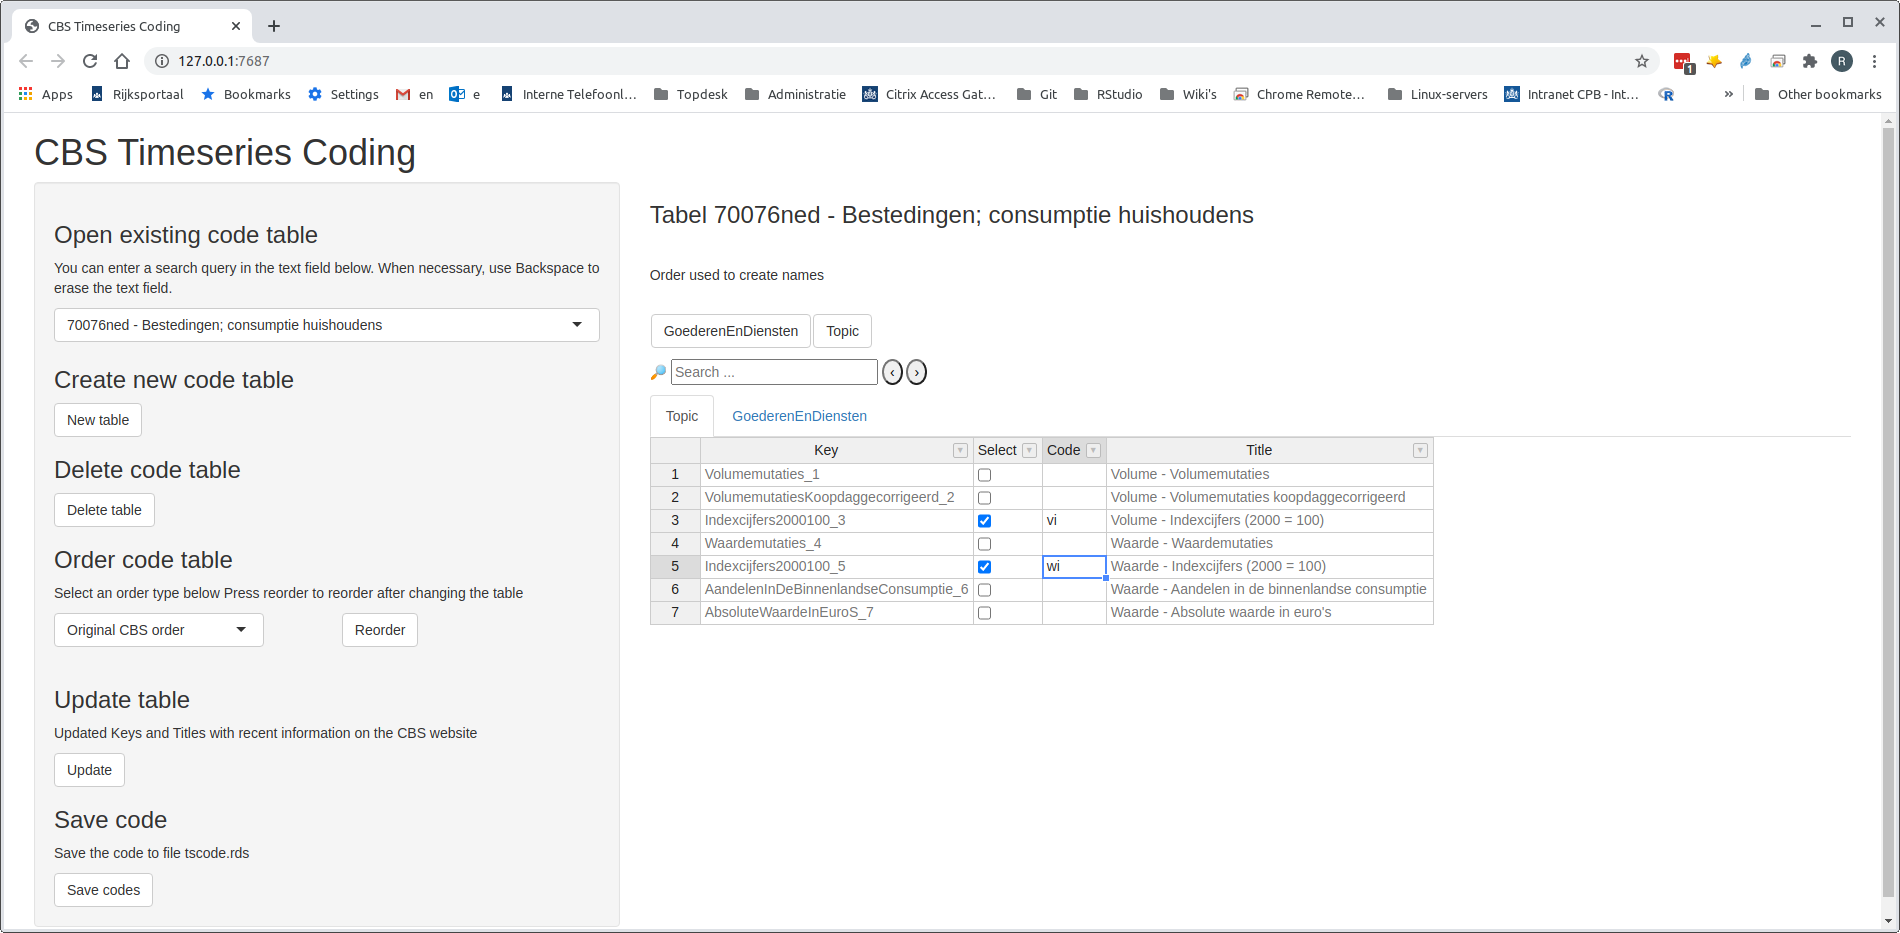 CBS Timeseries Coding
127.0.0.1:7687
1
R
Apps Rijksportaal Bookmarks Settings en e Interne Telefoonl... Topdesk Administratie Citrix Access Gat... Git RStudio Wiki's Chrome Remote... Linux-servers Intranet CPB - Int... » Other bookmarks
CBS Timeseries Coding
Open existing code table
You can enter a search query in the text field below. When necessary, use Backspace to
erase the text field.
70076ned - Bestedingen; consumptie huishoudens
Create new code table
New table
Delete code table
Delete table
Order code table
Select an order type below Press reorder to reorder after changing the table
Original CBS order Reorder
Update table
Updated Keys and Titles with recent information on the CBS website
Update
Save code
Save the code to file tscode.rds
Save codes
Tabel 70076ned - Bestedingen; consumptie huishoudens
Order used to create names
GoederenEnDiensten Topic
Search ... ‹ ›
Topic GoederenEnDiensten
Key Select Code Title
1 Volumemutaties_1 Volume - Volumemutaties
2 VolumemutatiesKoopdaggecorrigeerd_2 Volume - Volumemutaties koopdaggecorrigeerd
3 Indexcijfers2000100_3 vi Volume - Indexcijfers (2000 = 100)
4 Waardemutaties_4 Waarde - Waardemutaties
5 Indexcijfers2000100_5 wi Waarde - Indexcijfers (2000 = 100)
6 AandelenInDeBinnenlandseConsumptie_6 Waarde - Aandelen in de binnenlandse consumptie
7 AbsoluteWaardeInEuroS_7 Waarde - Absolute waarde in euro's